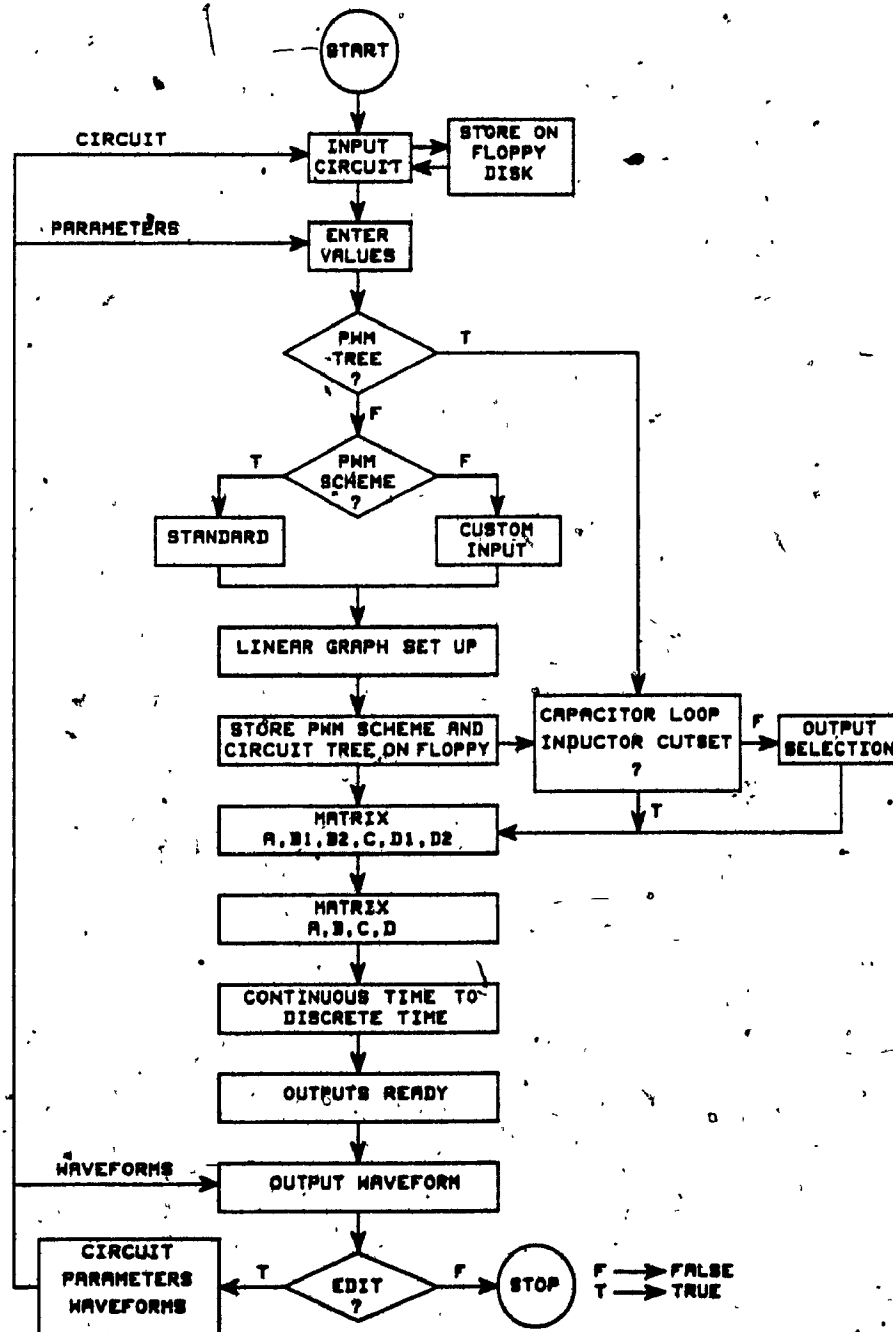 START
CIRCUIT
INPUT
CIRCUIT
STORE ON
FLOPPY
DISK
PARAMETERS
ENTER
VALUES
PWM
TREE
?
T
F
PWM
SCHEME
?
T
F
STANDARD
CUSTOM
INPUT
LINEAR GRAPH SET UP
STORE PWM SCHEME AND
CIRCUIT TREE ON FLOPPY
CAPACITOR LOOP
INDUCTOR CUTSET
?
F
OUTPUT
SELECTION
T
MATRIX
A,B1,B2,C,D1,D2
MATRIX
A,B,C,D
CONTINUOUS TIME TO
DISCRETE TIME
OUTPUTS READY
WAVEFORMS
OUTPUT WAVEFORM
CIRCUIT
PARAMETERS
WAVEFORMS
T
EDIT
?
F
STOP
F → FALSE
T → TRUE